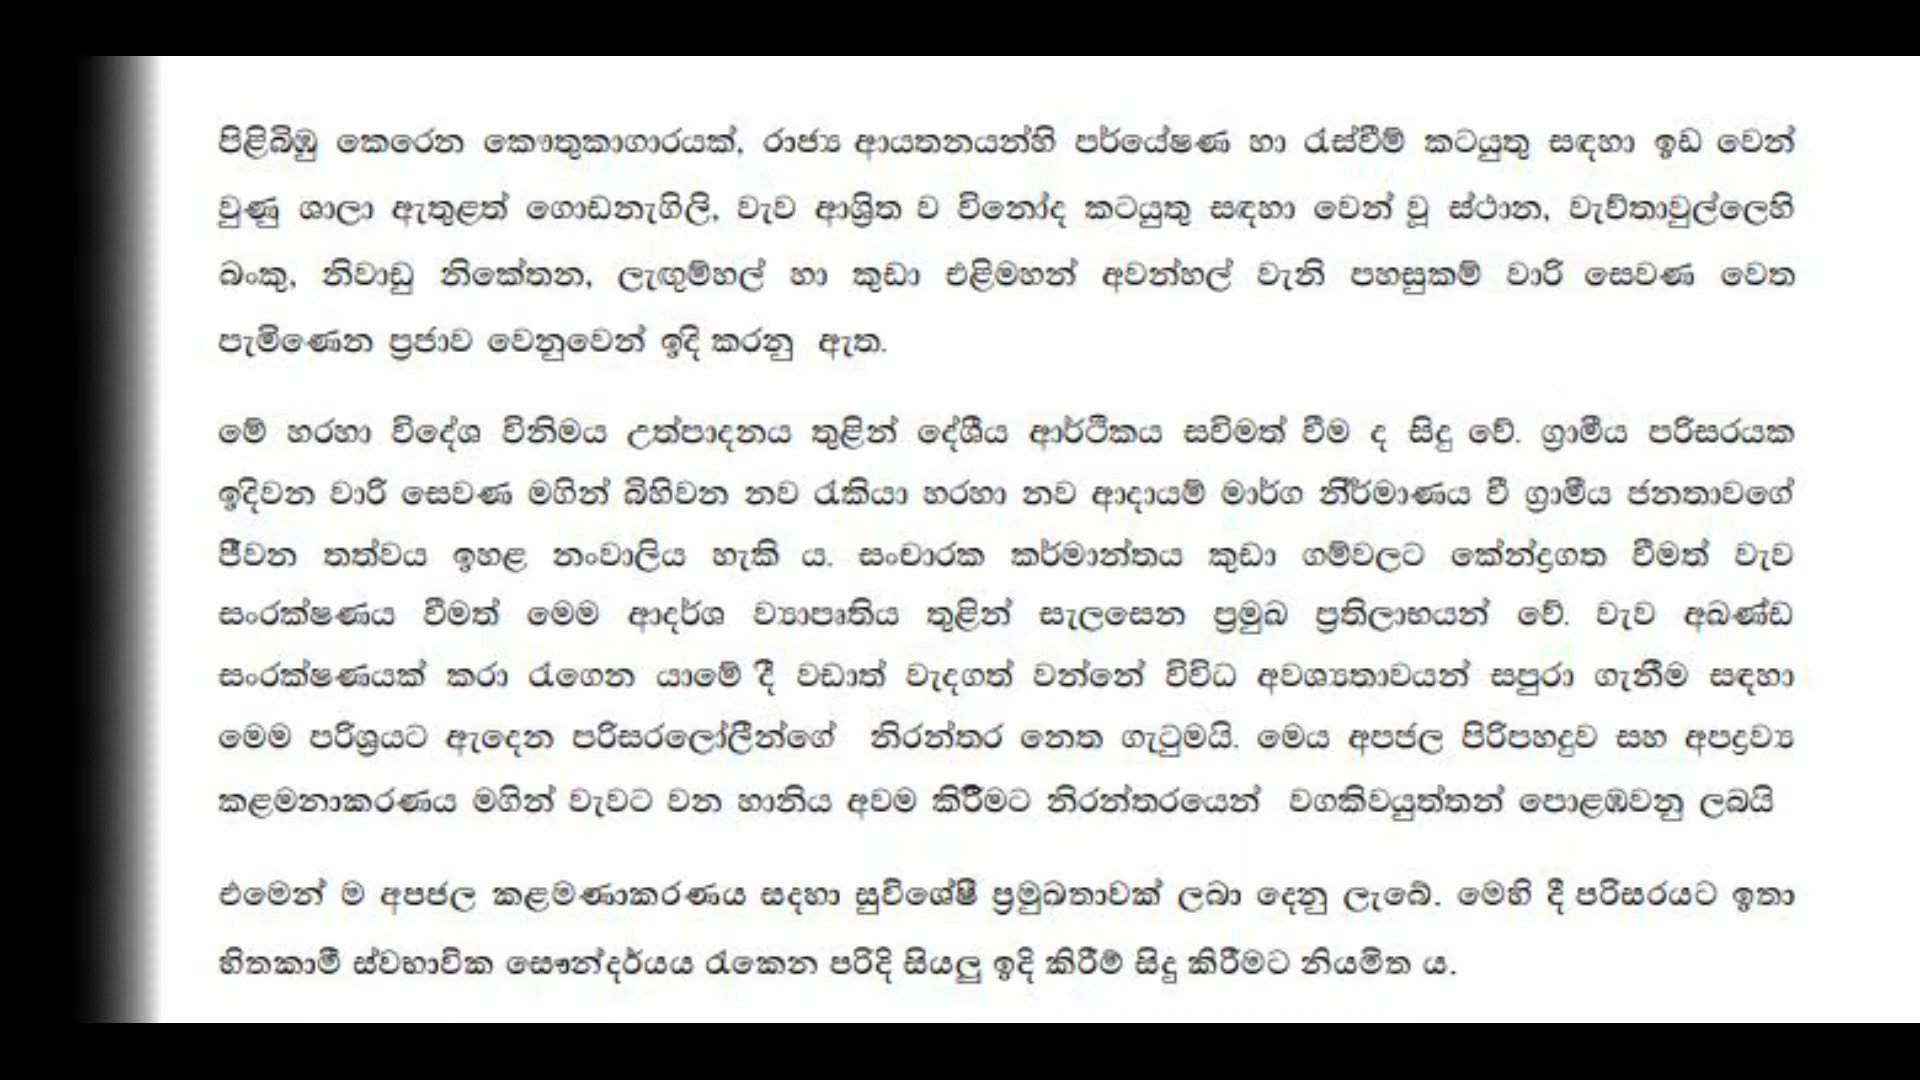 පිළිබිඹු කෙරෙන කෞතුකාගාරයක්, රාජ්‍ය ආයතනයන්හි පර්යේෂණ හා රැස්වීම් කටයුතු සඳහා ඉඩ වෙන්
වුණු ශාලා ඇතුළත් ගොඩනැගිලි, වැව ආශ්‍රිත ව විනෝද කටයුතු සඳහා වෙන් වූ ස්ථාන, වැව්තාවුල්ලෙහි
බංකු, නිවාඩු නිකේතන, ලැඟුම්හල් හා කුඩා එළිමහන් අවන්හල් වැනි පහසුකම් වාරි සෙවණ වෙත
පැමිණෙන ප්‍රජාව වෙනුවෙන් ඉදි කරනු ඇත.
මේ හරහා විදේශ විනිමය උත්පාදනය තුළින් දේශීය ආර්ථිකය සවිමත් වීම ද සිදු වේ. ග්‍රාමීය පරිසරයක
ඉදිවන වාරි සෙවණ මගින් බිහිවන නව රැකියා හරහා නව ආදායම් මාර්ග නිර්මාණය වී ග්‍රාමීය ජනතාවගේ
ජීවන තත්වය ඉහළ නංවාලිය හැකි ය. සංචාරක කර්මාන්තය කුඩා ගම්වලට කේන්ද්‍රගත වීමත් වැව
සංරක්ෂණය වීමත් මෙම ආදර්ශ ව්‍යාපෘතිය තුළින් සැලසෙන ප්‍රමුඛ ප්‍රතිලාභයන් වේ. වැව අඛණ්ඩ
සංරක්ෂණයක් කරා රැගෙන යාමේ දී වඩාත් වැදගත් වන්නේ විවිධ අවශ්‍යතාවයන් සපුරා ගැනීම සඳහා
මෙම පරිශ්‍රයට ඇදෙන පරිසරලෝලීන්ගේ නිරන්තර නෙත ගැටුමයි. මෙය අපජල පිරිපහදුව සහ අපද්‍රව්‍ය
කළමනාකරණය මගින් වැවට වන හානිය අවම කිරීමට නිරන්තරයෙන් වගකිවයුත්තන් පොළඹවනු ලබයි
එමෙන් ම අපජල කළමණාකරණය සදහා සුවිශේෂී ප්‍රමුඛතාවක් ලබා දෙනු ලැබේ. මෙහි දී පරිසරයට ඉතා
හිතකාමී ස්වභාවික සෞන්දර්යය රැකෙන පරිදි සියලු ඉදි කිරීම් සිදු කිරීමට නියමිත ය.